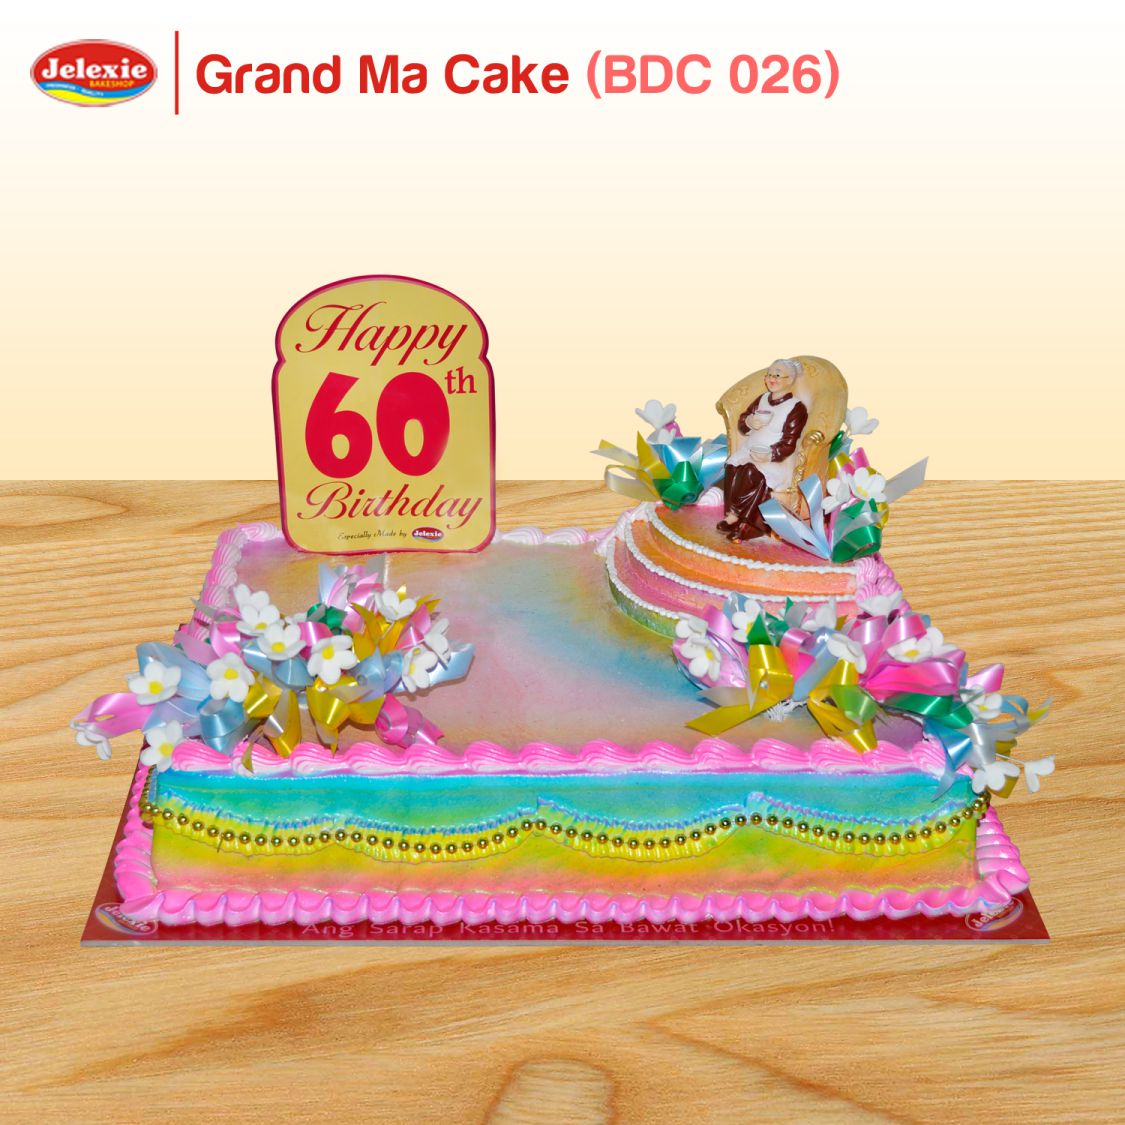 Jelexie
BAKESHOP
Grand Ma Cake (BDC 026)
Happy
60th
Birthday
Especially Made by Jelexie
Ang Sarap Kasama Sa Bawat Okasyon!
Jelexie